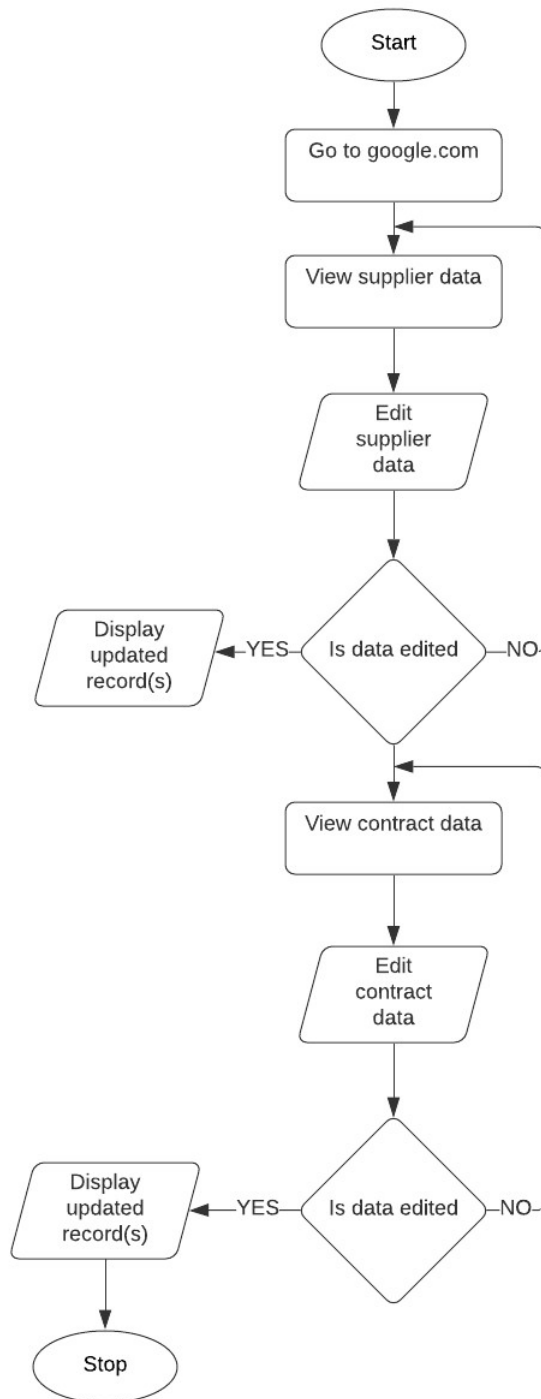 Start
Go to google.com
View supplier data
Edit
supplier
data
Display
updated
record(s)
YES
Is data edited
NO
View contract data
Edit
contract
data
Display
updated
record(s)
YES
Is data edited
NO
Stop